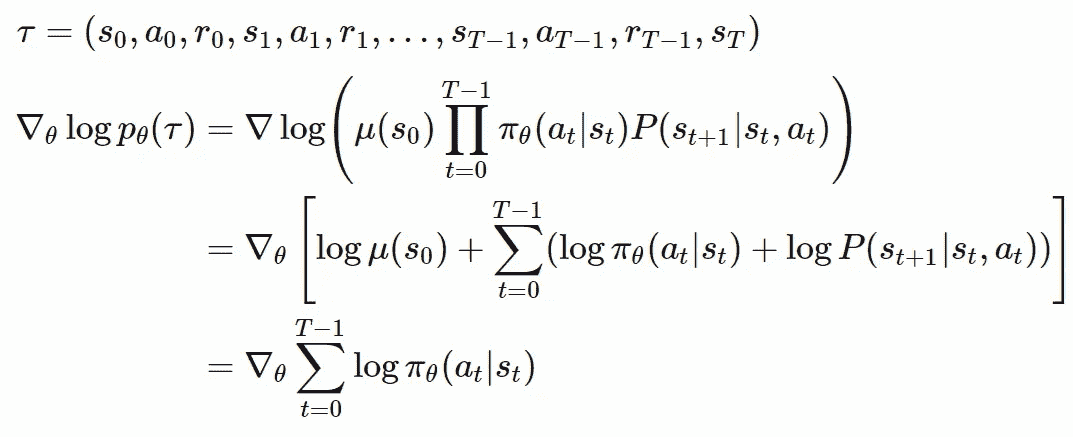 τ = (s₀, a₀, r₀, s₁, a₁, r₁, . . . , s_{T−1}, a_{T−1}, r_{T−1}, s_T)
∇_θ log p_θ(τ) = ∇ log(μ(s₀) ∏_{t=0}^{T−1} π_θ(a_t|s_t)P(s_{t+1}|s_t, a_t))
= ∇_θ [log μ(s₀) + ∑_{t=0}^{T−1} (log π_θ(a_t|s_t) + log P(s_{t+1}|s_t, a_t))]
= ∇_θ ∑_{t=0}^{T−1} log π_θ(a_t|s_t)